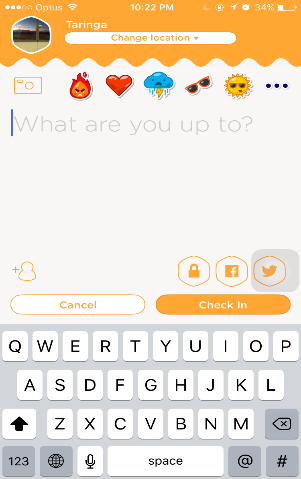 Optus 10:22 PM 34%
Taringa
Change location
What are you up to?
Cancel Check In
Q W E R T Y U I O P
A S D F G H J K L
Z X C V B N M
123 space @ #